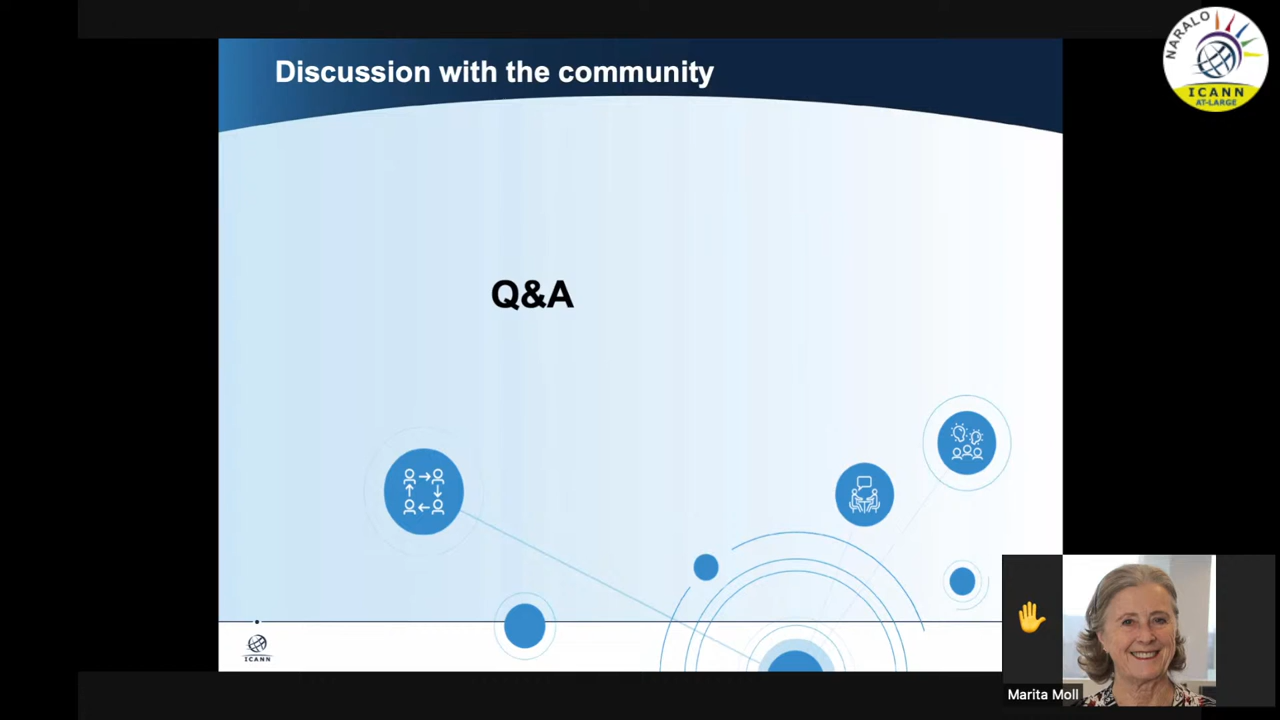 Discussion with the community
NARALO
ICANN
AT-LARGE
Q&A
ICANN
Marita Moll